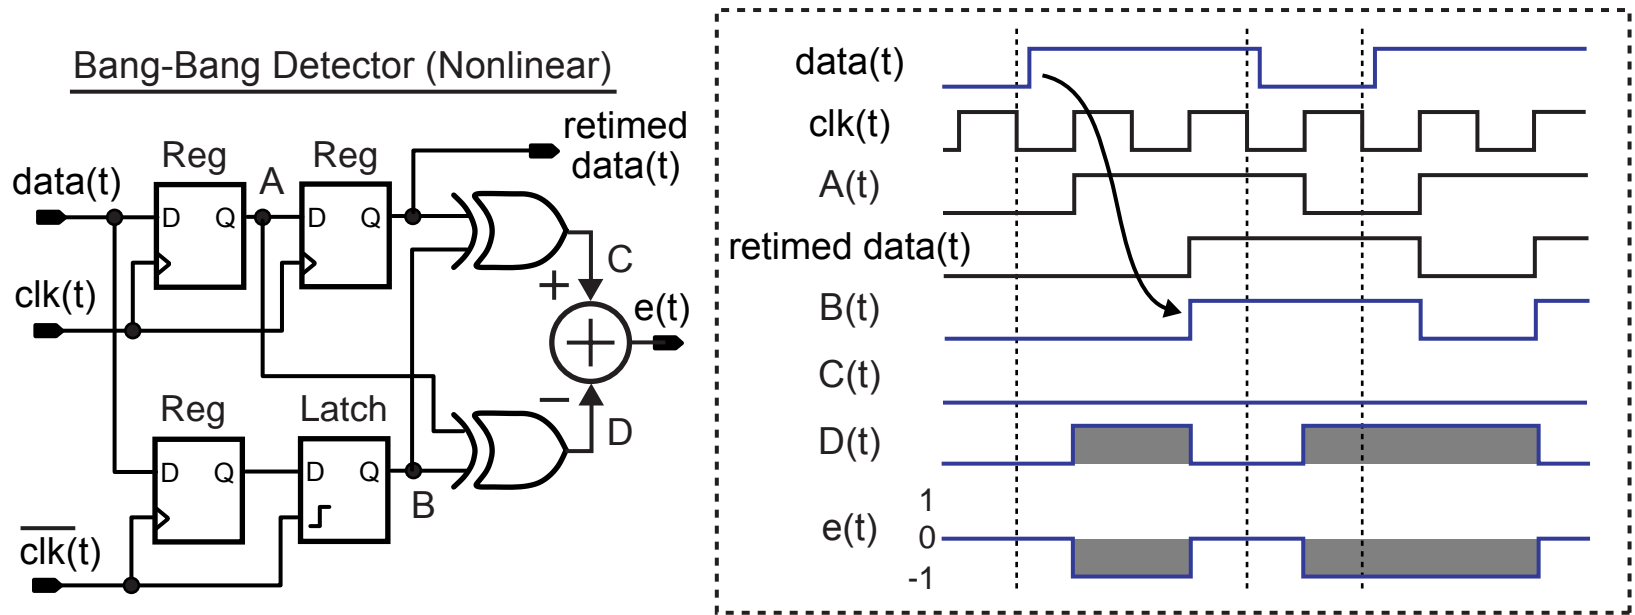 Bang-Bang Detector (Nonlinear)
retimed
data(t)
Reg
Reg
data(t)
A
D
Q
D
Q
clk(t)
C
+
e(t)
+
−
D
Reg
Latch
D
Q
D
Q
B
clk(t)
data(t)
clk(t)
A(t)
retimed data(t)
B(t)
C(t)
D(t)
1
e(t)
0
-1